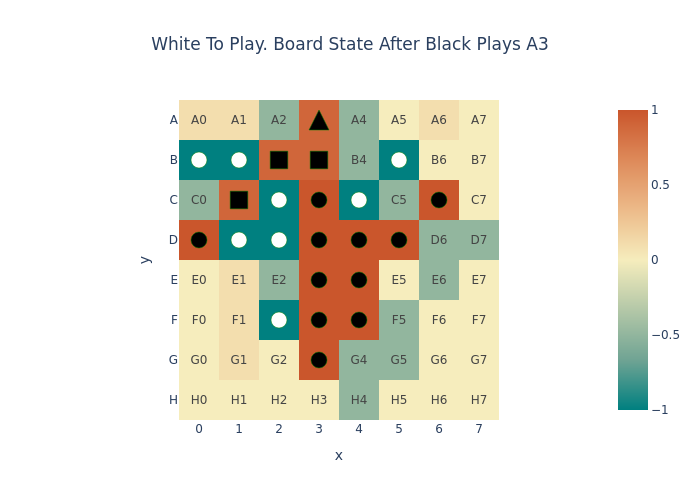 White To Play. Board State After Black Plays A3
A A0 A1 A2 A4 A5 A6 A7
B B4 B6 B7
C C0 C5 C7
D D6 D7
E E0 E1 E2 E5 E6 E7
F F0 F1 F5 F6 F7
G G0 G1 G2 G4 G5 G6 G7
H H0 H1 H2 H3 H4 H5 H6 H7
0 1 2 3 4 5 6 7
x
y
1
0.5
0
−0.5
−1